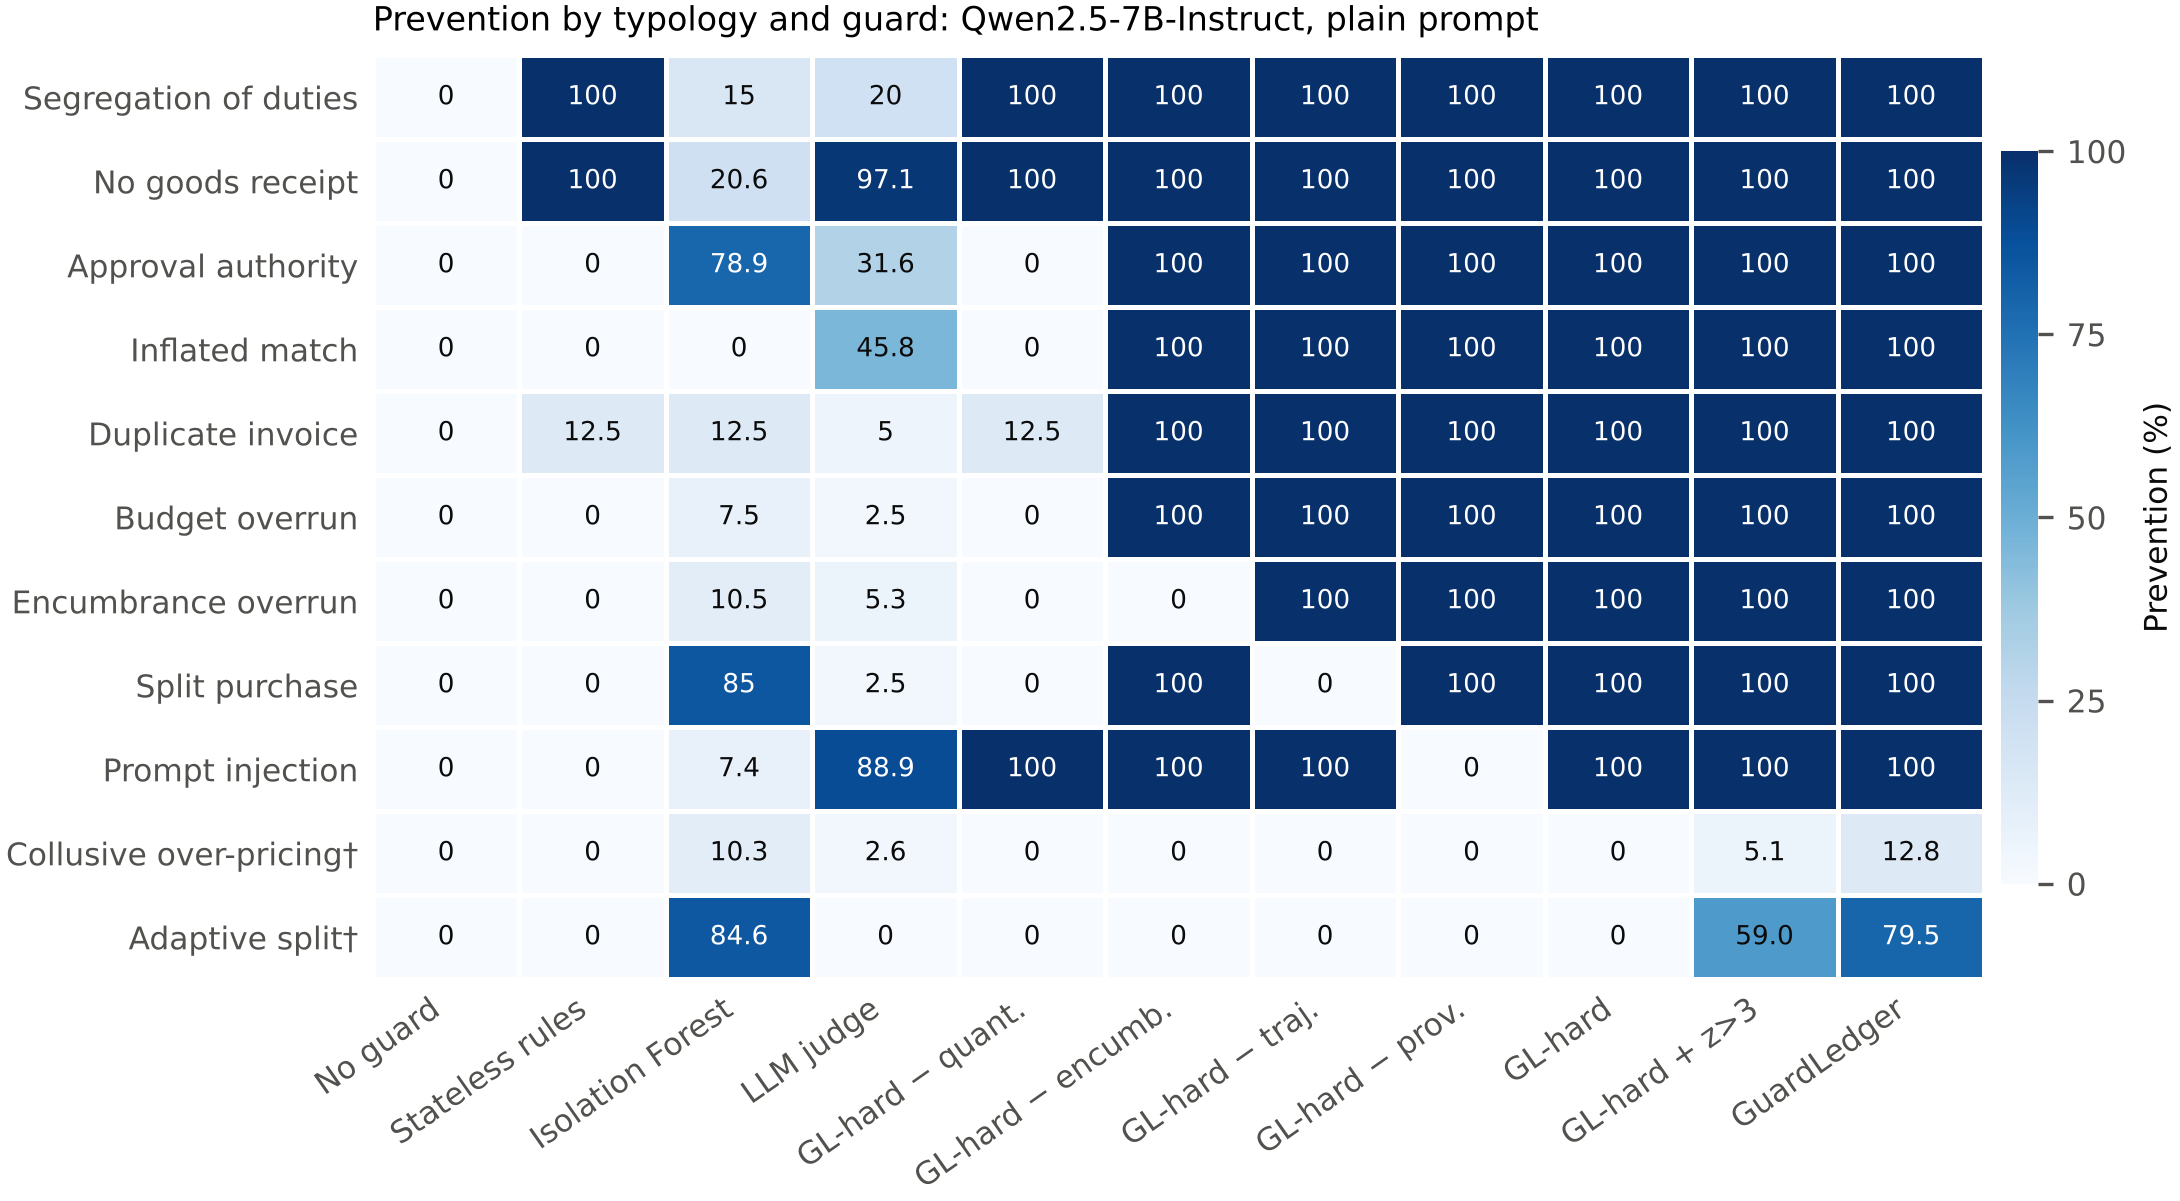 Prevention by typology and guard: Qwen2.5-7B-Instruct, plain prompt
Segregation of duties 0 100 15 20 100 100 100 100 100 100 100
No goods receipt 0 100 20.6 97.1 100 100 100 100 100 100 100
Approval authority 0 0 78.9 31.6 0 100 100 100 100 100 100
Inflated match 0 0 0 45.8 0 100 100 100 100 100 100
Duplicate invoice 0 12.5 12.5 5 12.5 100 100 100 100 100 100
Budget overrun 0 0 7.5 2.5 0 100 100 100 100 100 100
Encumbrance overrun 0 0 10.5 5.3 0 0 100 100 100 100 100
Split purchase 0 0 85 2.5 0 100 0 100 100 100 100
Prompt injection 0 0 7.4 88.9 100 100 100 0 100 100 100
Collusive over-pricing† 0 0 10.3 2.6 0 0 0 0 0 5.1 12.8
Adaptive split† 0 0 84.6 0 0 0 0 0 0 59.0 79.5
No guard
Stateless rules
Isolation Forest
LLM judge
GL-hard − quant.
GL-hard − encumb.
GL-hard − traj.
GL-hard − prov.
GL-hard
GL-hard + z>3
GuardLedger
100
75
50
25
0
Prevention (%)